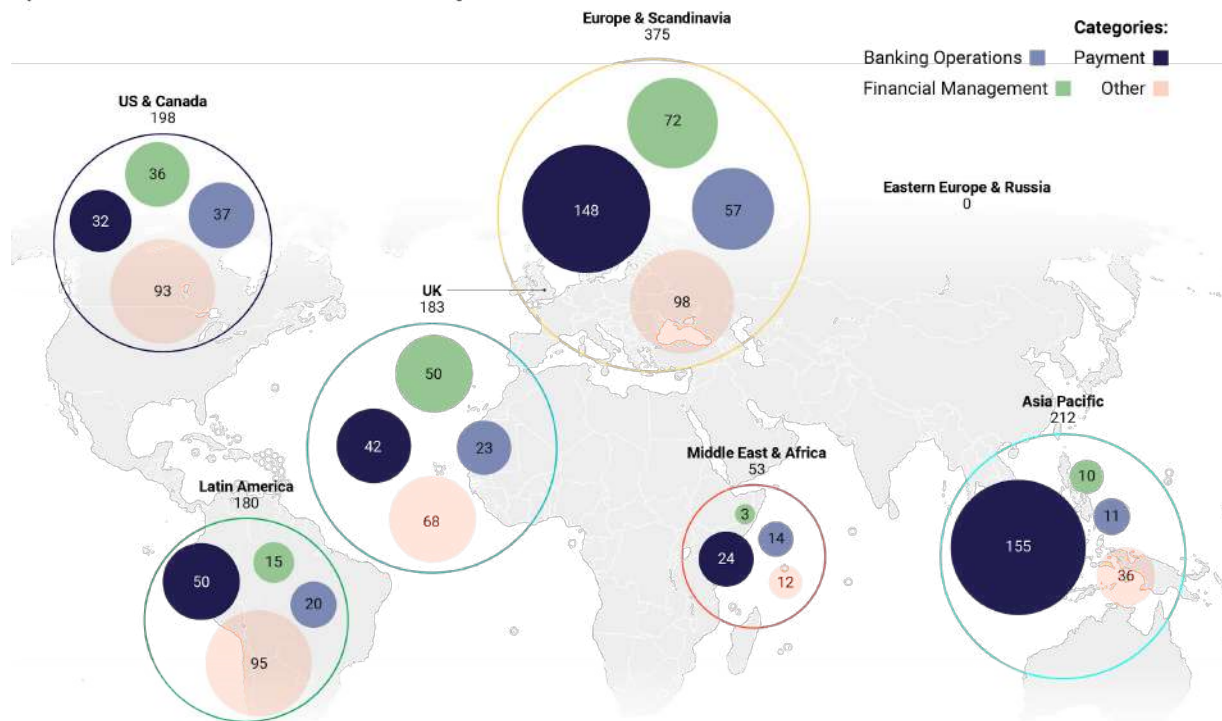 Europe & Scandinavia
375
Categories:
Banking Operations
Payment
Financial Management
Other
US & Canada
198
36
32
37
93
72
148
57
98
Eastern Europe & Russia
0
UK
183
50
42
23
68
Asia Pacific
212
10
11
155
36
Middle East & Africa
53
3
14
24
12
Latin America
180
15
50
20
95